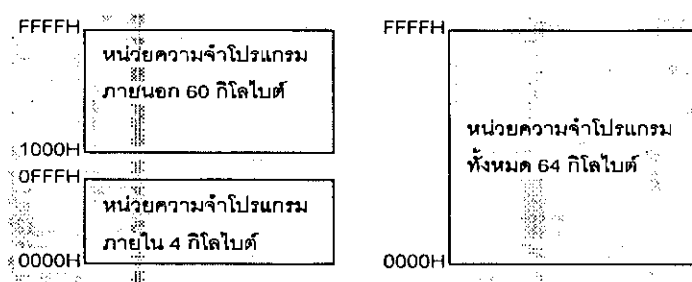 FFFFH
หน่วยความจำโปรแกรม
ภายนอก 60 กิโลไบต์
1000H
0FFFH
หน่วยความจำโปรแกรม
ภายใน 4 กิโลไบต์
0000H
FFFFH
หน่วยความจำโปรแกรม
ทั้งหมด 64 กิโลไบต์
0000H